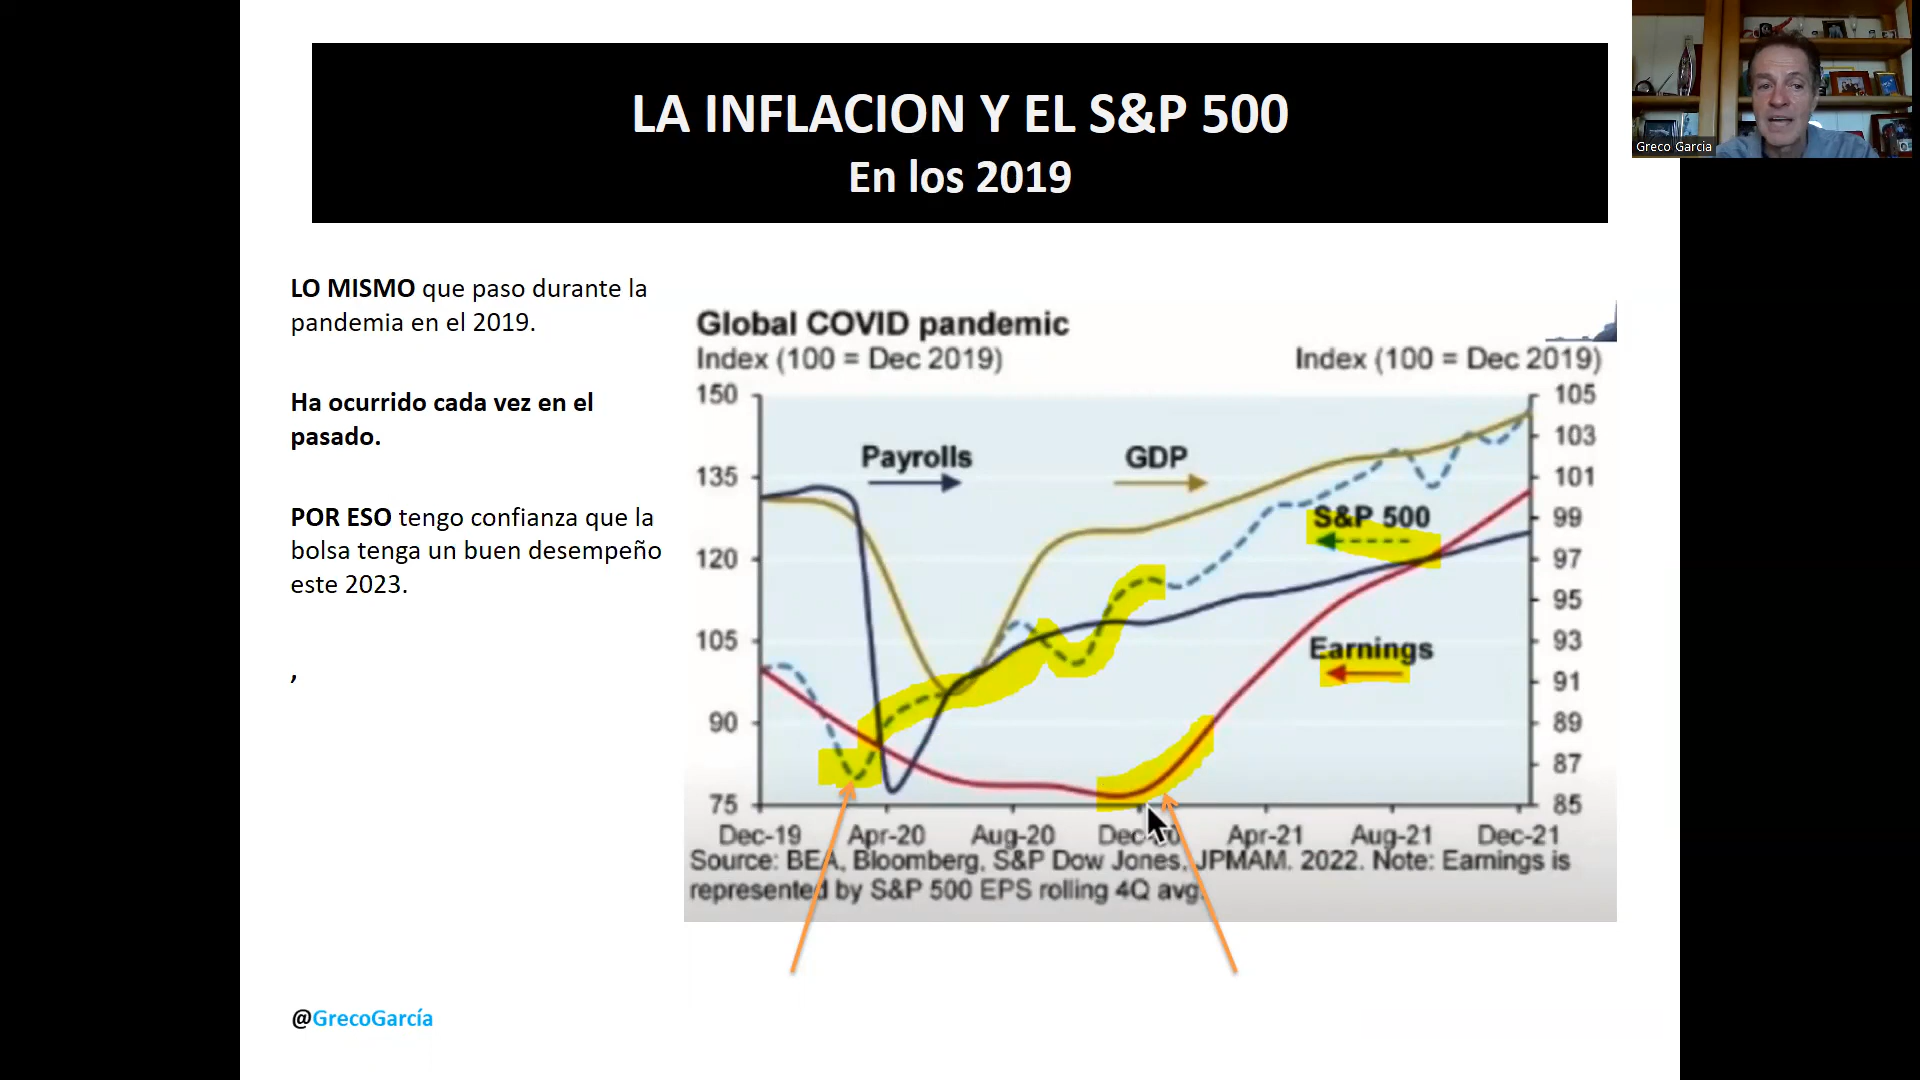 LA INFLACION Y EL S&P 500
En los 2019
Greco Garcia
LO MISMO que paso durante la
pandemia en el 2019.
Ha ocurrido cada vez en el
pasado.
POR ESO tengo confianza que la
bolsa tenga un buen desempeño
este 2023.
,
Global COVID pandemic
Index (100 = Dec 2019)
Index (100 = Dec 2019)
150
135
120
105
90
75
Payrolls
GDP
S&P 500
Earnings
105
103
101
99
97
95
93
91
89
87
85
Dec-19 Apr-20 Aug-20 Dec-20 Apr-21 Aug-21 Dec-21
Source: BEA, Bloomberg, S&P Dow Jones, JPMAM. 2022. Note: Earnings is
represented by S&P 500 EPS rolling 4Q avg.
@GrecoGarcía